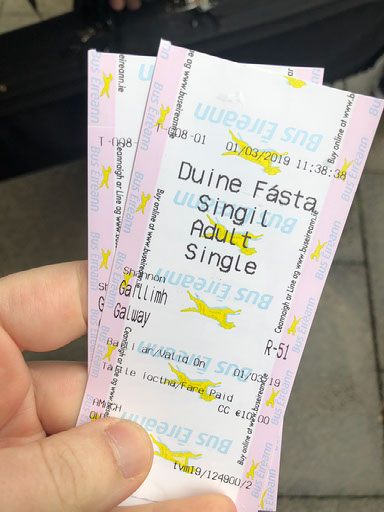 T-008-01
01/03/2019 11:38:38
Duine Fásta
Singil
Adult
Single
Shannon
Gaillimh
Galway
R-51
Bailí ar/Valid On 01/03/19
Táille íoctha/Fare Paid
CC €10.00
tvm19/124900/2
Bus Éireann
Buy online at www.buseireann.ie
Ceannaigh ar Líne ag www.buseireann.ie
T-008-